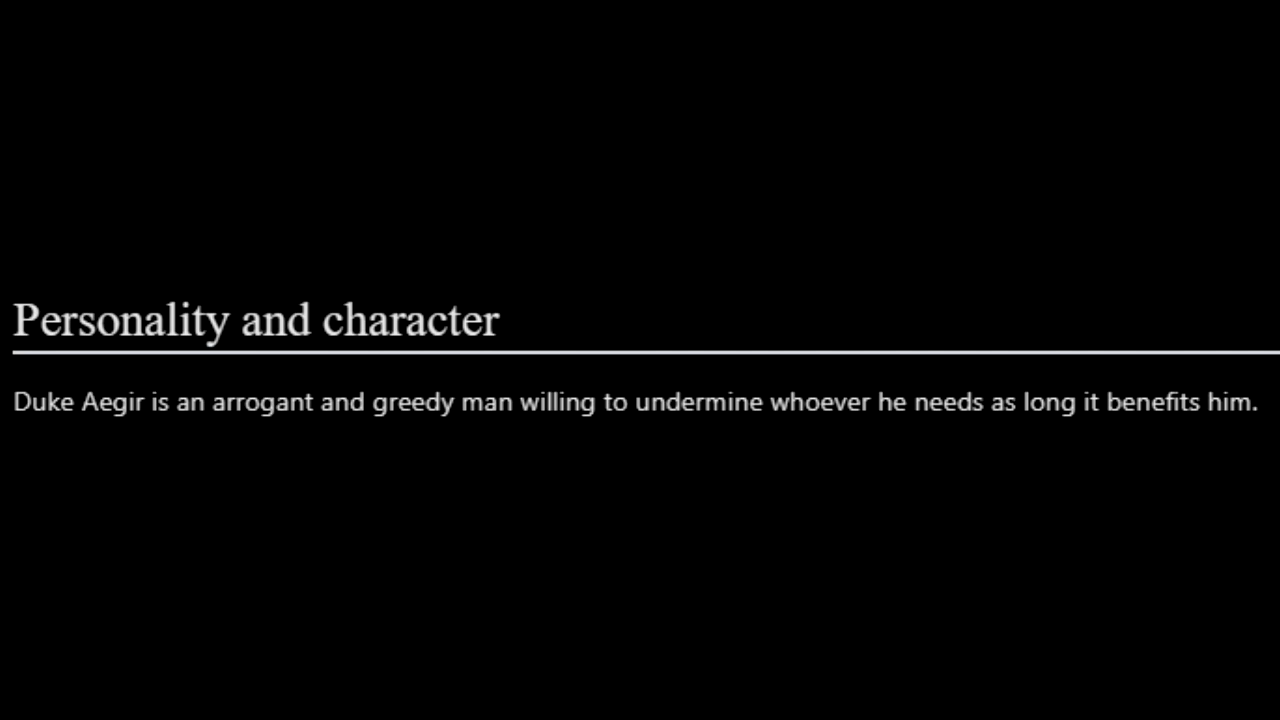 Personality and character
Duke Aegir is an arrogant and greedy man willing to undermine whoever he needs as long it benefits him.